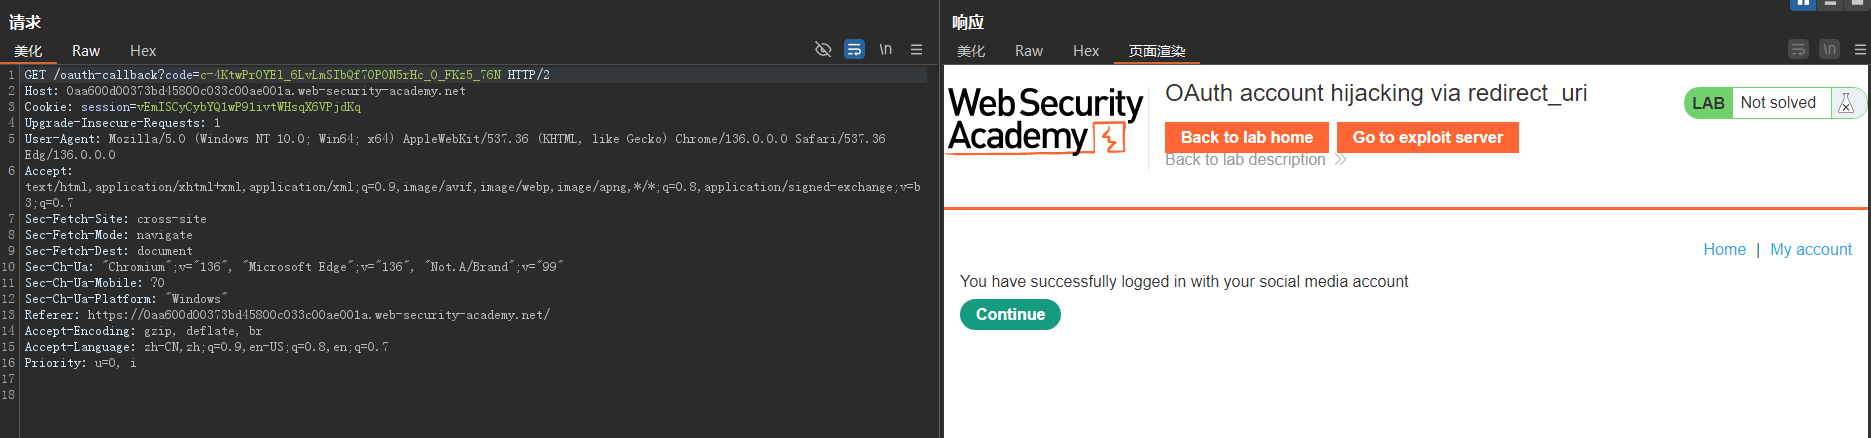 请求
美化 Raw Hex \n
1 GET /oauth-callback?code=c-4KtwPrOYEl_6LvLmSIbQf7OPON5rHc_O_FKz5_76N HTTP/2
2 Host: 0aa600d00373bd45800c033c00ae001a.web-security-academy.net
3 Cookie: session=vEmISCyCybYQlwP91ivtWHsqX6VPjdKq
4 Upgrade-Insecure-Requests: 1
5 User-Agent: Mozilla/5.0 (Windows NT 10.0; Win64; x64) AppleWebKit/537.36 (KHTML, like Gecko) Chrome/136.0.0.0 Safari/537.36
Edg/136.0.0.0
6 Accept:
text/html,application/xhtml+xml,application/xml;q=0.9,image/avif,image/webp,image/apng,*/*;q=0.8,application/signed-exchange;v=b
3;q=0.7
7 Sec-Fetch-Site: cross-site
8 Sec-Fetch-Mode: navigate
9 Sec-Fetch-Dest: document
10 Sec-Ch-Ua: "Chromium";v="136", "Microsoft Edge";v="136", "Not.A/Brand";v="99"
11 Sec-Ch-Ua-Mobile: ?0
12 Sec-Ch-Ua-Platform: "Windows"
13 Referer: https://0aa600d00373bd45800c033c00ae001a.web-security-academy.net/
14 Accept-Encoding: gzip, deflate, br
15 Accept-Language: zh-CN,zh;q=0.9,en-US;q=0.8,en;q=0.7
16 Priority: u=0, i
17
18
响应
美化 Raw Hex 页面渲染 \n
Web Security
Academy
OAuth account hijacking via redirect_uri
LAB Not solved
Back to lab home Go to exploit server
Back to lab description
Home | My account
You have successfully logged in with your social media account
Continue